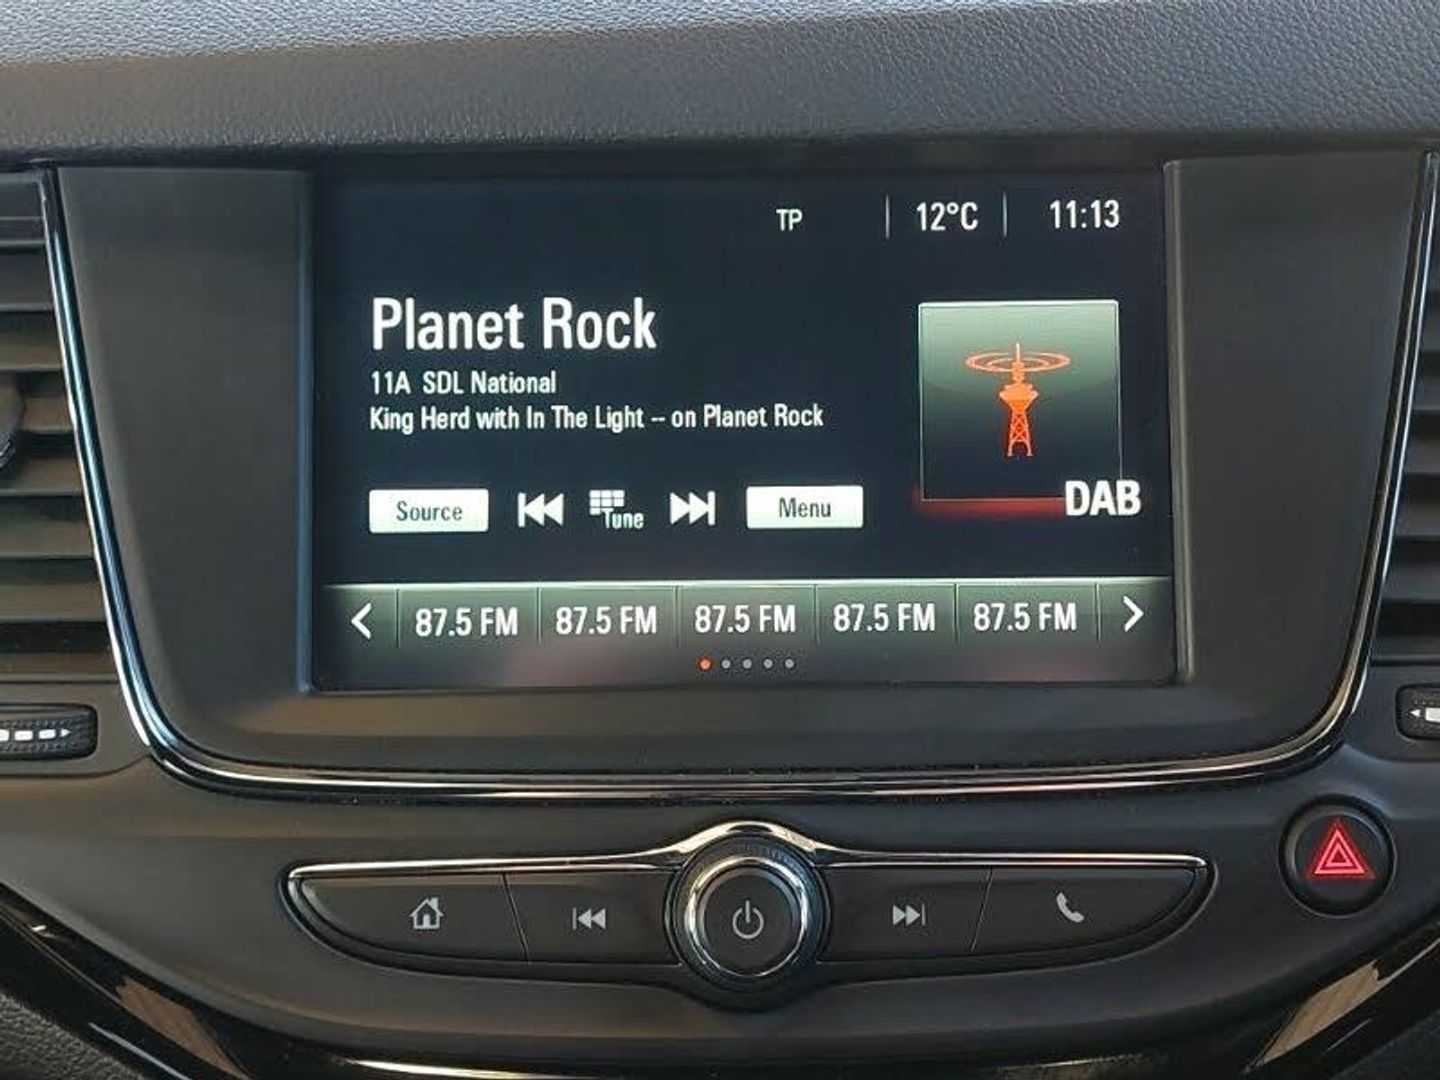 TP 12°C 11:13
Planet Rock
11A SDL National
King Herd with In The Light -- on Planet Rock
Source Tune Menu
DAB
87.5 FM 87.5 FM 87.5 FM 87.5 FM 87.5 FM